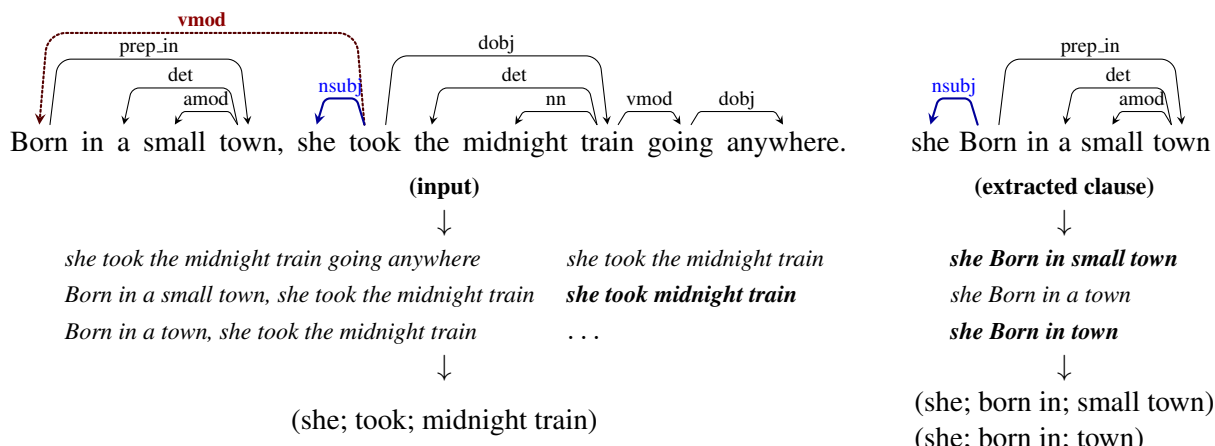 vmod
prep_in dobj prep_in
det det nsubj det
amod nsubj nn vmod dobj amod
Born in a small town, she took the midnight train going anywhere. she Born in a small town
(input) (extracted clause)
↓ ↓
she took the midnight train going anywhere she took the midnight train she Born in small town
Born in a small town, she took the midnight train she took midnight train she Born in a town
Born in a town, she took the midnight train ... she Born in town
↓ ↓
(she; took; midnight train) (she; born in; small town)
(she; born in; town)